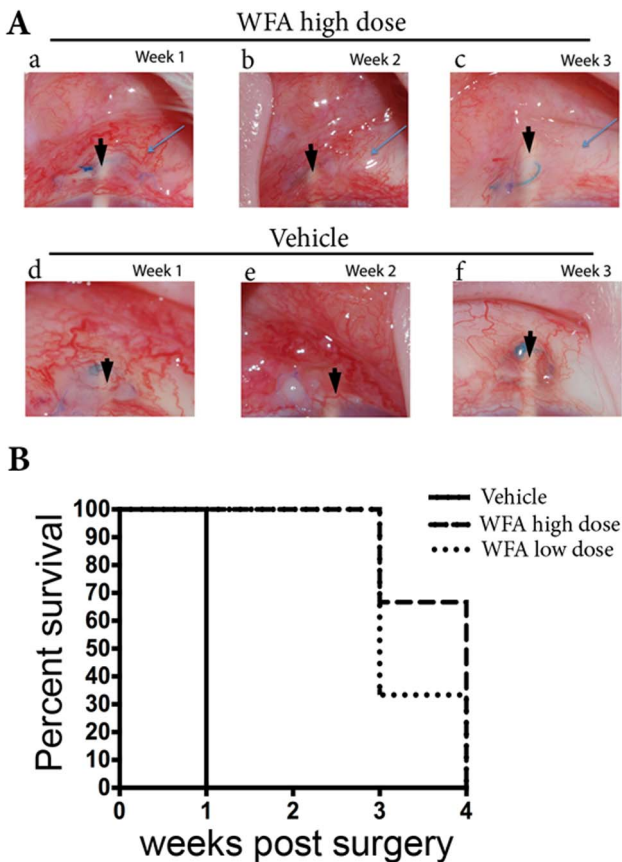 A
WFA high dose
a Week 1
b Week 2
c Week 3
Vehicle
d Week 1
e Week 2
f Week 3
B
Percent survival
100
90
80
70
60
50
40
30
20
10
0
0 1 2 3 4
weeks post surgery
Vehicle
WFA high dose
WFA low dose